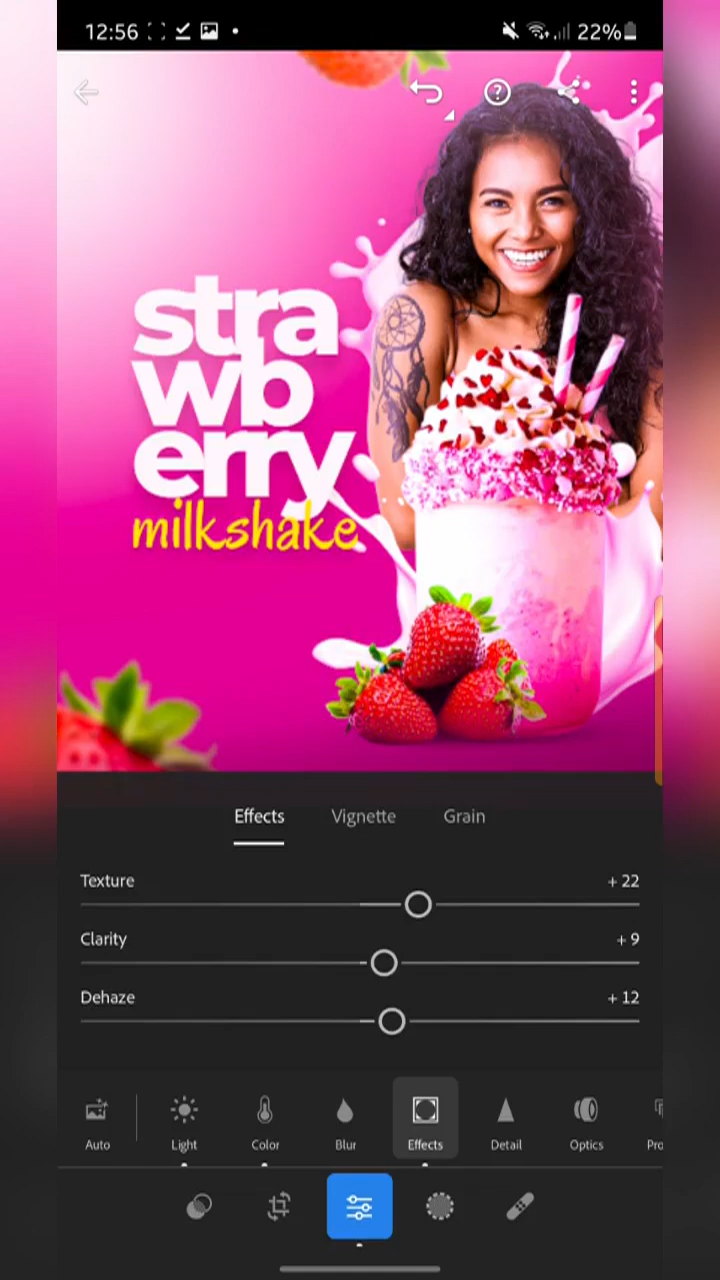 12:56
22%
stra
wb
erry
milkshake
Effects Vignette Grain
Texture + 22
Clarity + 9
Dehaze + 12
Auto Light Color Blur Effects Detail Optics Pro